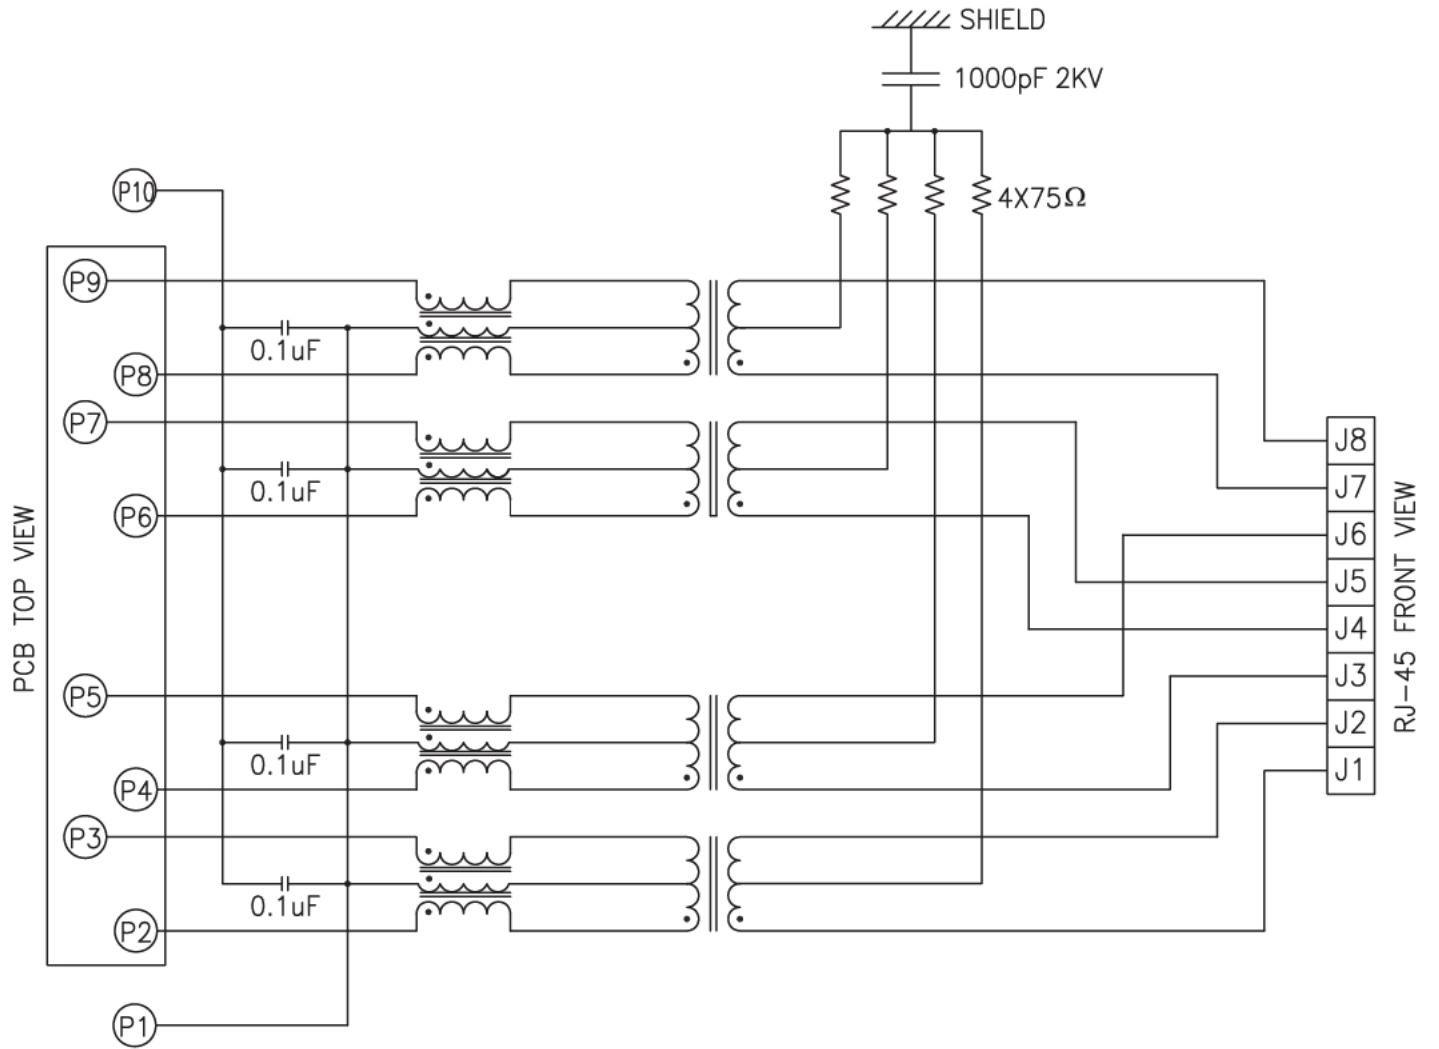 SHIELD
1000pF 2KV
4X75Ω
P10
P9
0.1uF
P8
P7
0.1uF
P6
P5
0.1uF
P4
P3
0.1uF
P2
P1
PCB TOP VIEW
J8
J7
J6
J5
J4
J3
J2
J1
RJ-45 FRONT VIEW